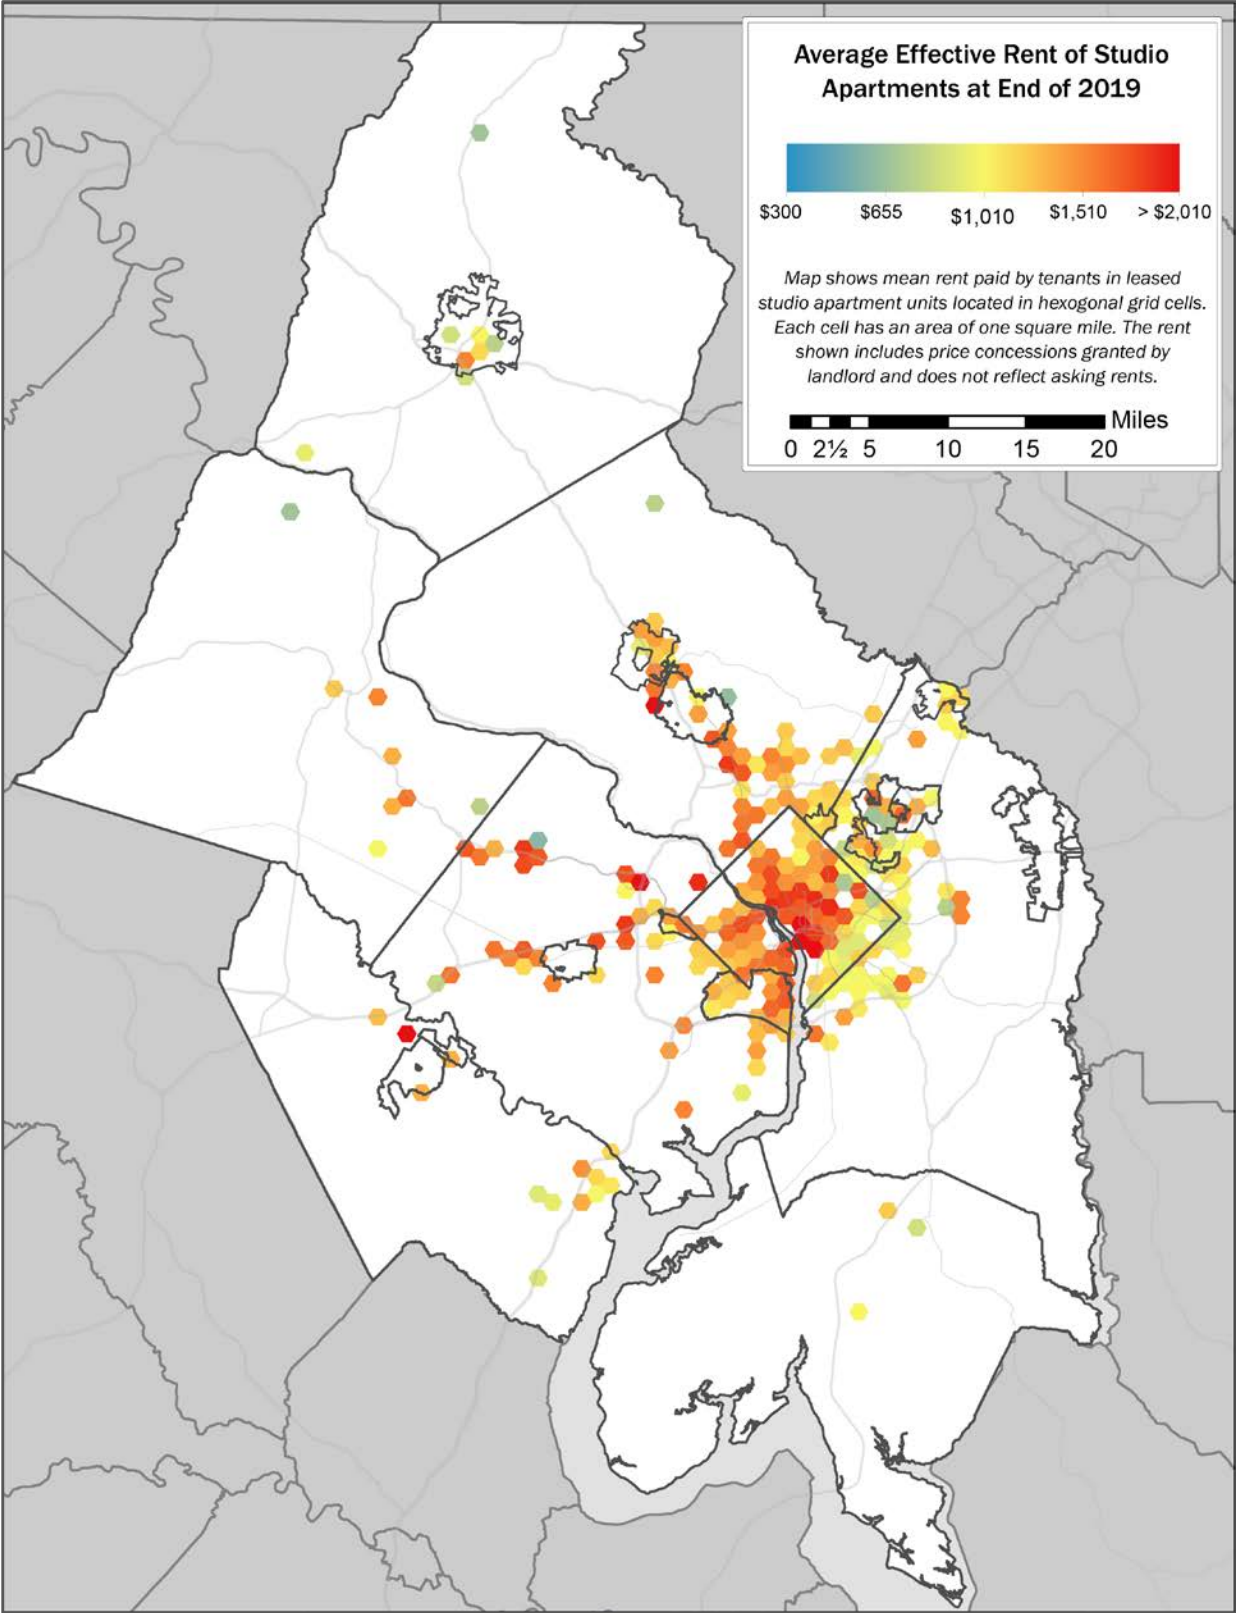 Average Effective Rent of Studio
Apartments at End of 2019
$300 $655 $1,010 $1,510 > $2,010
Map shows mean rent paid by tenants in leased
studio apartment units located in hexogonal grid cells.
Each cell has an area of one square mile. The rent
shown includes price concessions granted by
landlord and does not reflect asking rents.
Miles
0 2½ 5 10 15 20